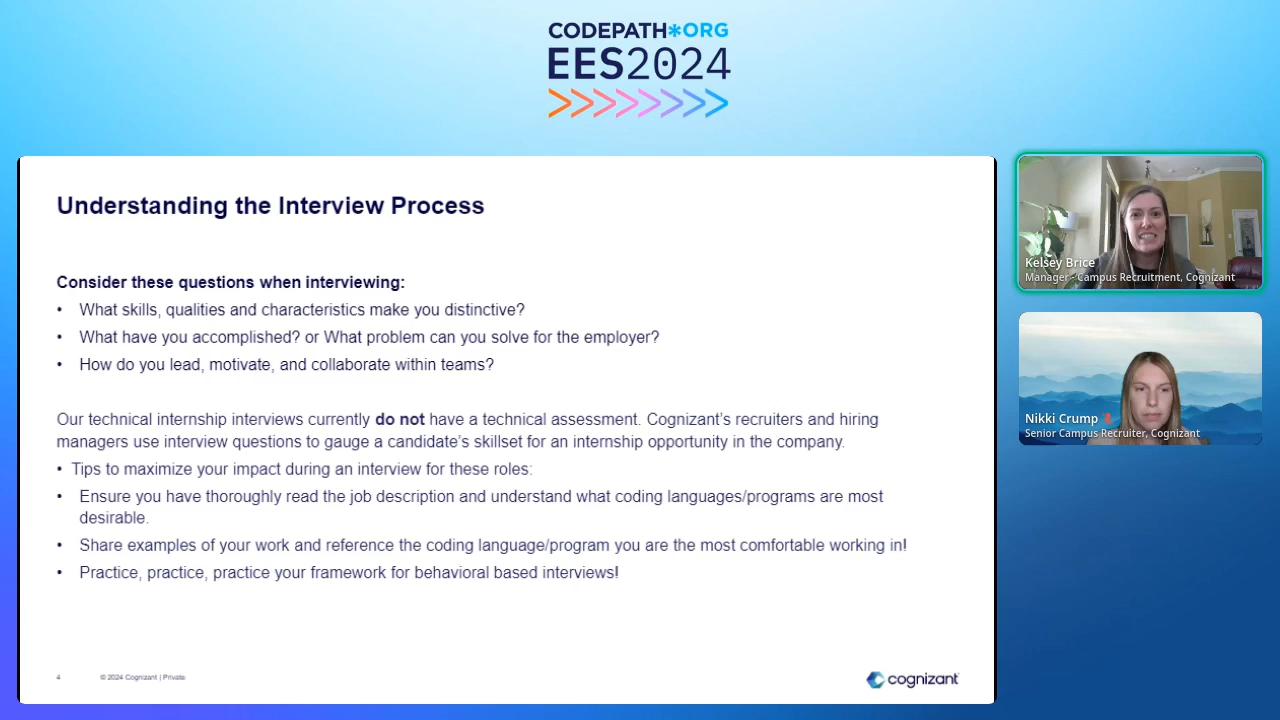 CODEPATH*ORG
EES2024
Understanding the Interview Process
Consider these questions when interviewing:
• What skills, qualities and characteristics make you distinctive?
• What have you accomplished? or What problem can you solve for the employer?
• How do you lead, motivate, and collaborate within teams?
Our technical internship interviews currently do not have a technical assessment. Cognizant's recruiters and hiring
managers use interview questions to gauge a candidate's skillset for an internship opportunity in the company.
• Tips to maximize your impact during an interview for these roles:
• Ensure you have thoroughly read the job description and understand what coding languages/programs are most
desirable.
• Share examples of your work and reference the coding language/program you are the most comfortable working in!
• Practice, practice, practice your framework for behavioral based interviews!
4 © 2024 Cognizant | Private
cognizant
Kelsey Brice
Manager - Campus Recruitment, Cognizant
Nikki Crump
Senior Campus Recruiter, Cognizant